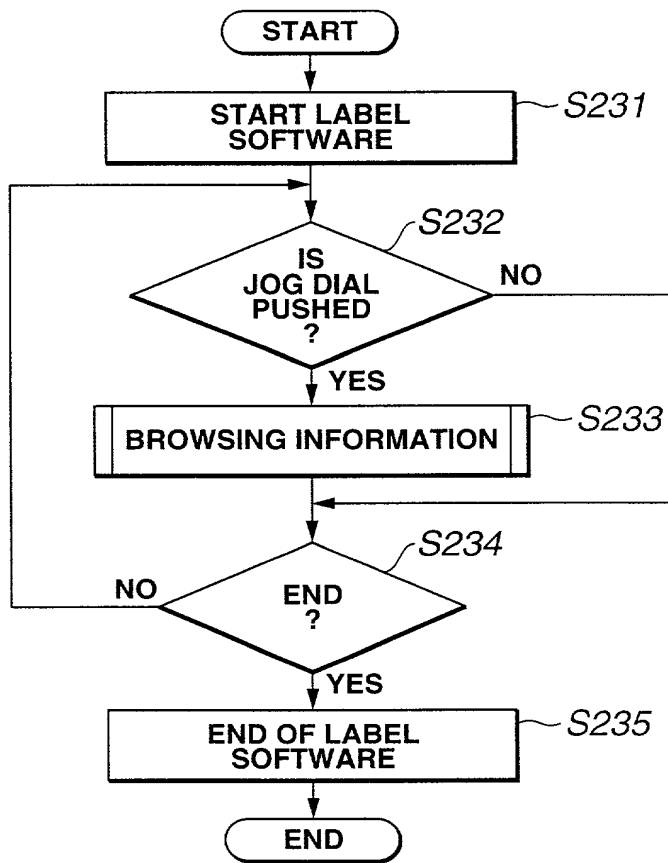 START
START LABEL
SOFTWARE
S231
IS
JOG DIAL
PUSHED
?
S232
NO
YES
BROWSING INFORMATION
S233
END
?
S234
NO
YES
END OF LABEL
SOFTWARE
S235
END